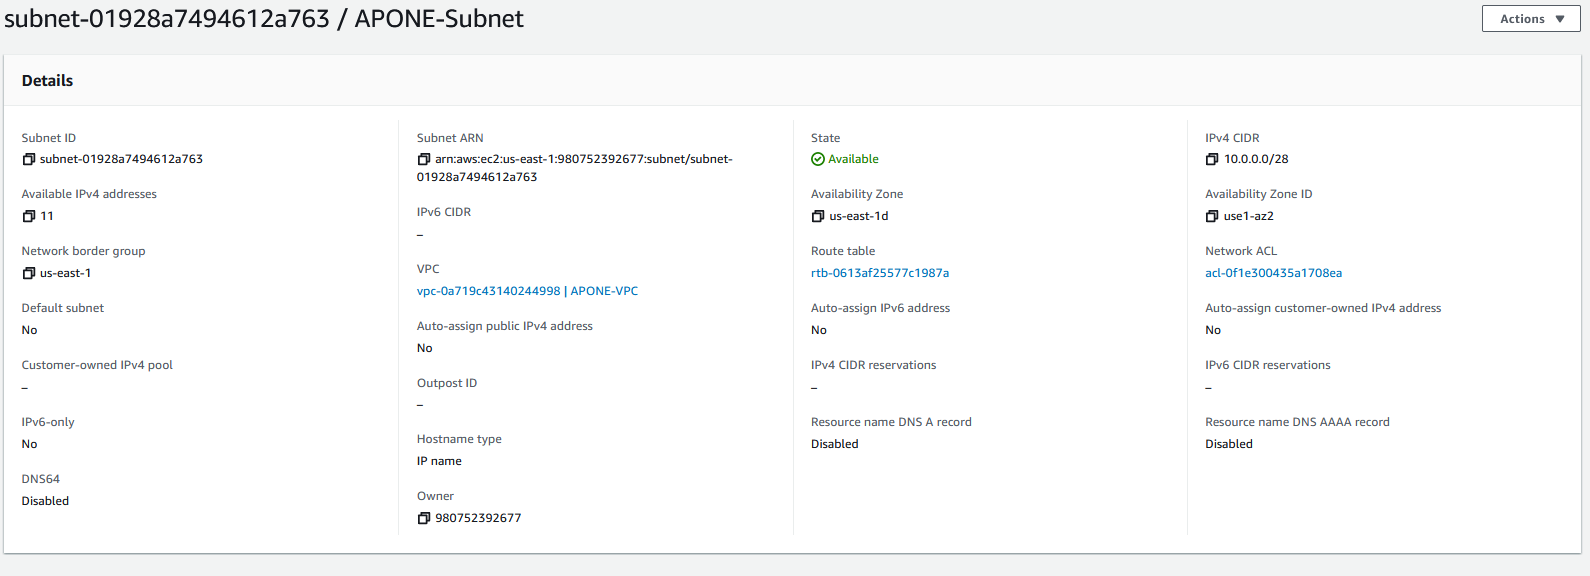 subnet-01928a7494612a763 / APONE-Subnet
Actions
Details
Subnet ID
subnet-01928a7494612a763
Available IPv4 addresses
11
Network border group
us-east-1
Default subnet
No
Customer-owned IPv4 pool
–
IPv6-only
No
DNS64
Disabled
Subnet ARN
arn:aws:ec2:us-east-1:980752392677:subnet/subnet-
01928a7494612a763
IPv6 CIDR
–
VPC
vpc-0a719c43140244998 | APONE-VPC
Auto-assign public IPv4 address
No
Outpost ID
–
Hostname type
IP name
Owner
980752392677
State
Available
Availability Zone
us-east-1d
Route table
rtb-0613af25577c1987a
Auto-assign IPv6 address
No
IPv4 CIDR reservations
–
Resource name DNS A record
Disabled
IPv4 CIDR
10.0.0.0/28
Availability Zone ID
use1-az2
Network ACL
acl-0f1e300435a1708ea
Auto-assign customer-owned IPv4 address
No
IPv6 CIDR reservations
–
Resource name DNS AAAA record
Disabled